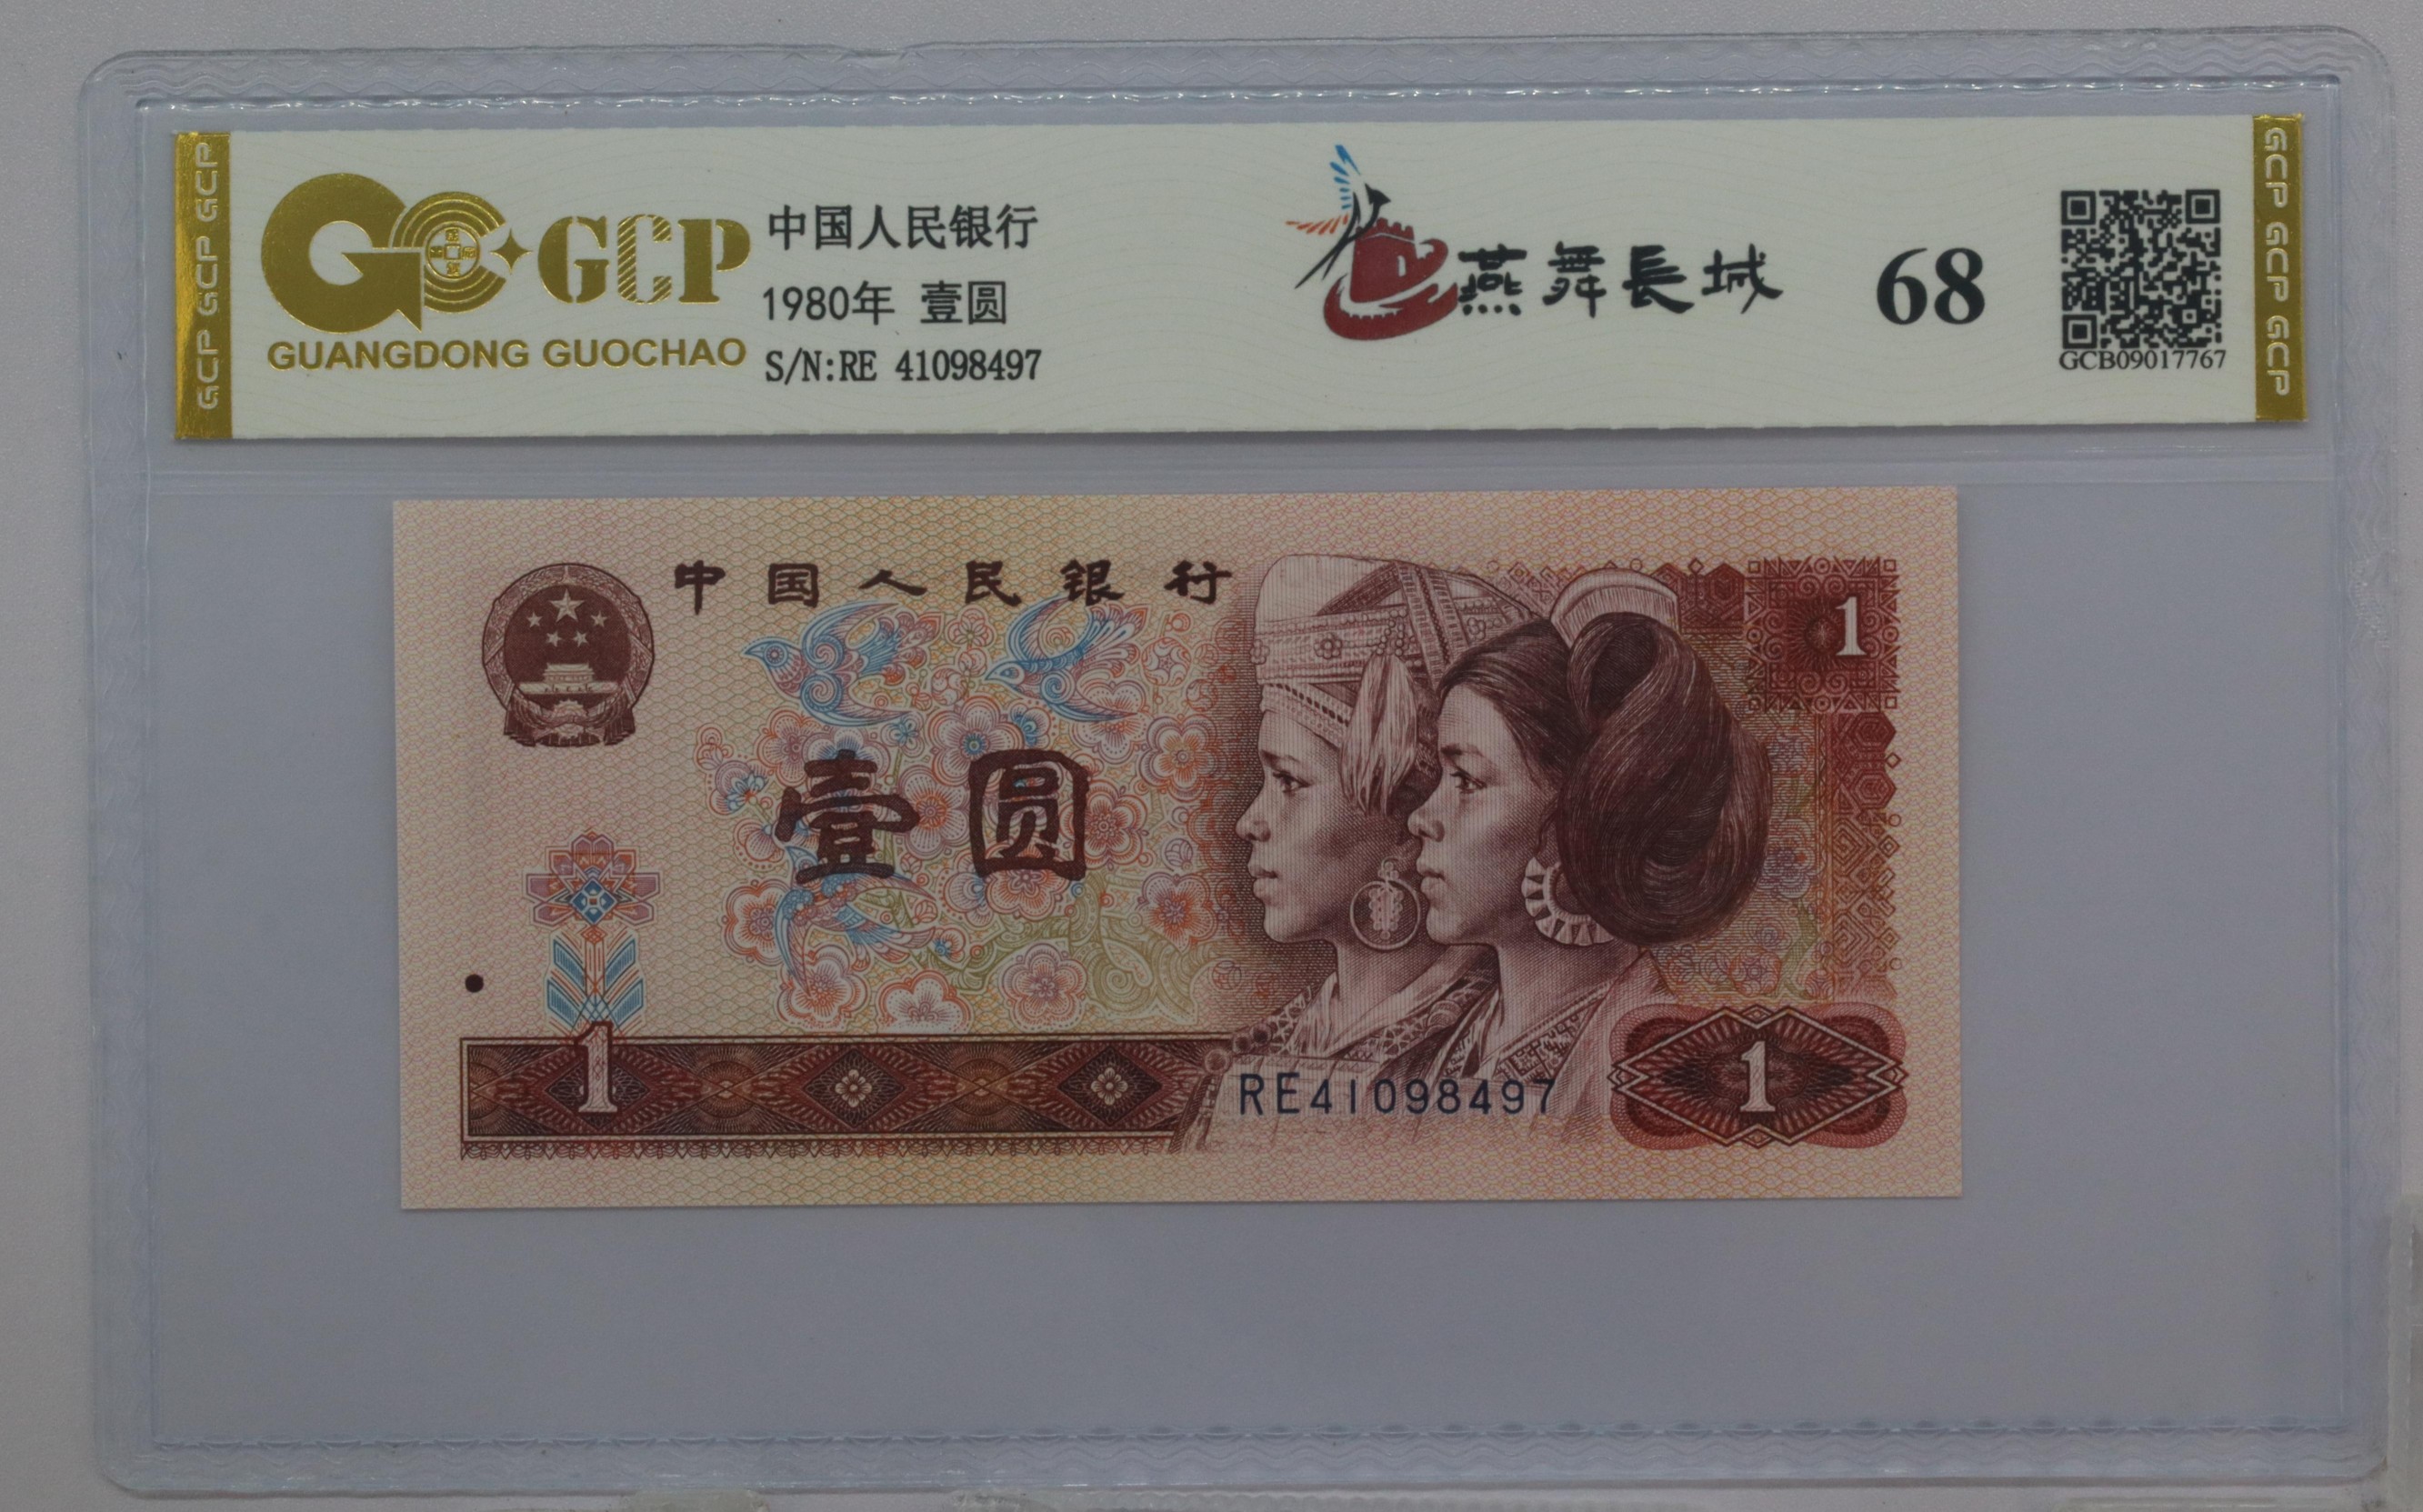 GCP GCP GCP
GCP
GUANGDONG GUOCHAO
中国人民银行
1980年 壹圆
S/N:RE 41098497
燕舞長城
68
GCB09017767
GCP GCP GCP
中国人民银行
1
壹圆
1
RE41098497
1